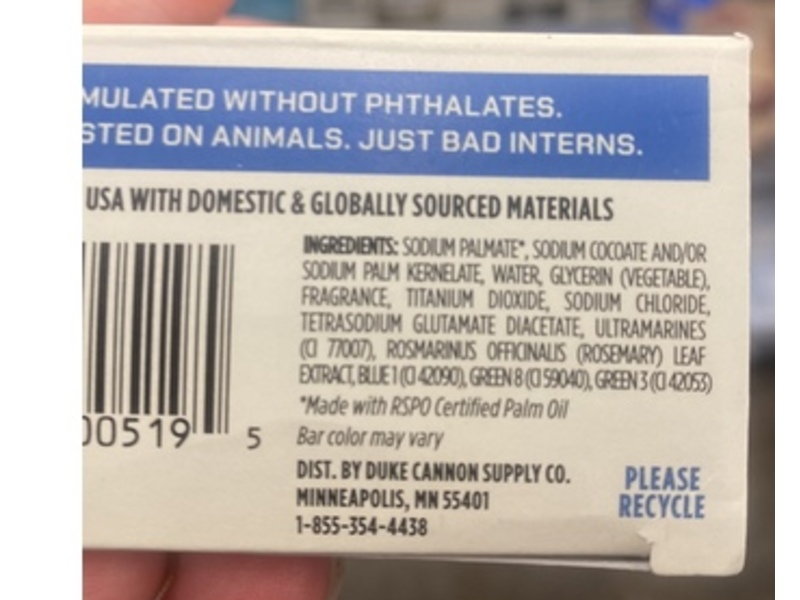 MULATED WITHOUT PHTHALATES.
STED ON ANIMALS. JUST BAD INTERNS.
USA WITH DOMESTIC & GLOBALLY SOURCED MATERIALS
INGREDIENTS: SODIUM PALMATE*, SODIUM COCOATE AND/OR
SODIUM PALM KERNELATE, WATER, GLYCERIN (VEGETABLE),
FRAGRANCE, TITANIUM DIOXIDE, SODIUM CHLORIDE,
TETRASODIUM GLUTAMATE DIACETATE, ULTRAMARINES
(CI 77007), ROSMARINUS OFFICINALIS (ROSEMARY) LEAF
EXTRACT, BLUE 1 (CI 42090), GREEN 8 (CI 59040), GREEN 3 (CI 42053)
*Made with RSPO Certified Palm Oil
Bar color may vary
00519 5
DIST. BY DUKE CANNON SUPPLY CO.
MINNEAPOLIS, MN 55401
1-855-354-4438
PLEASE
RECYCLE